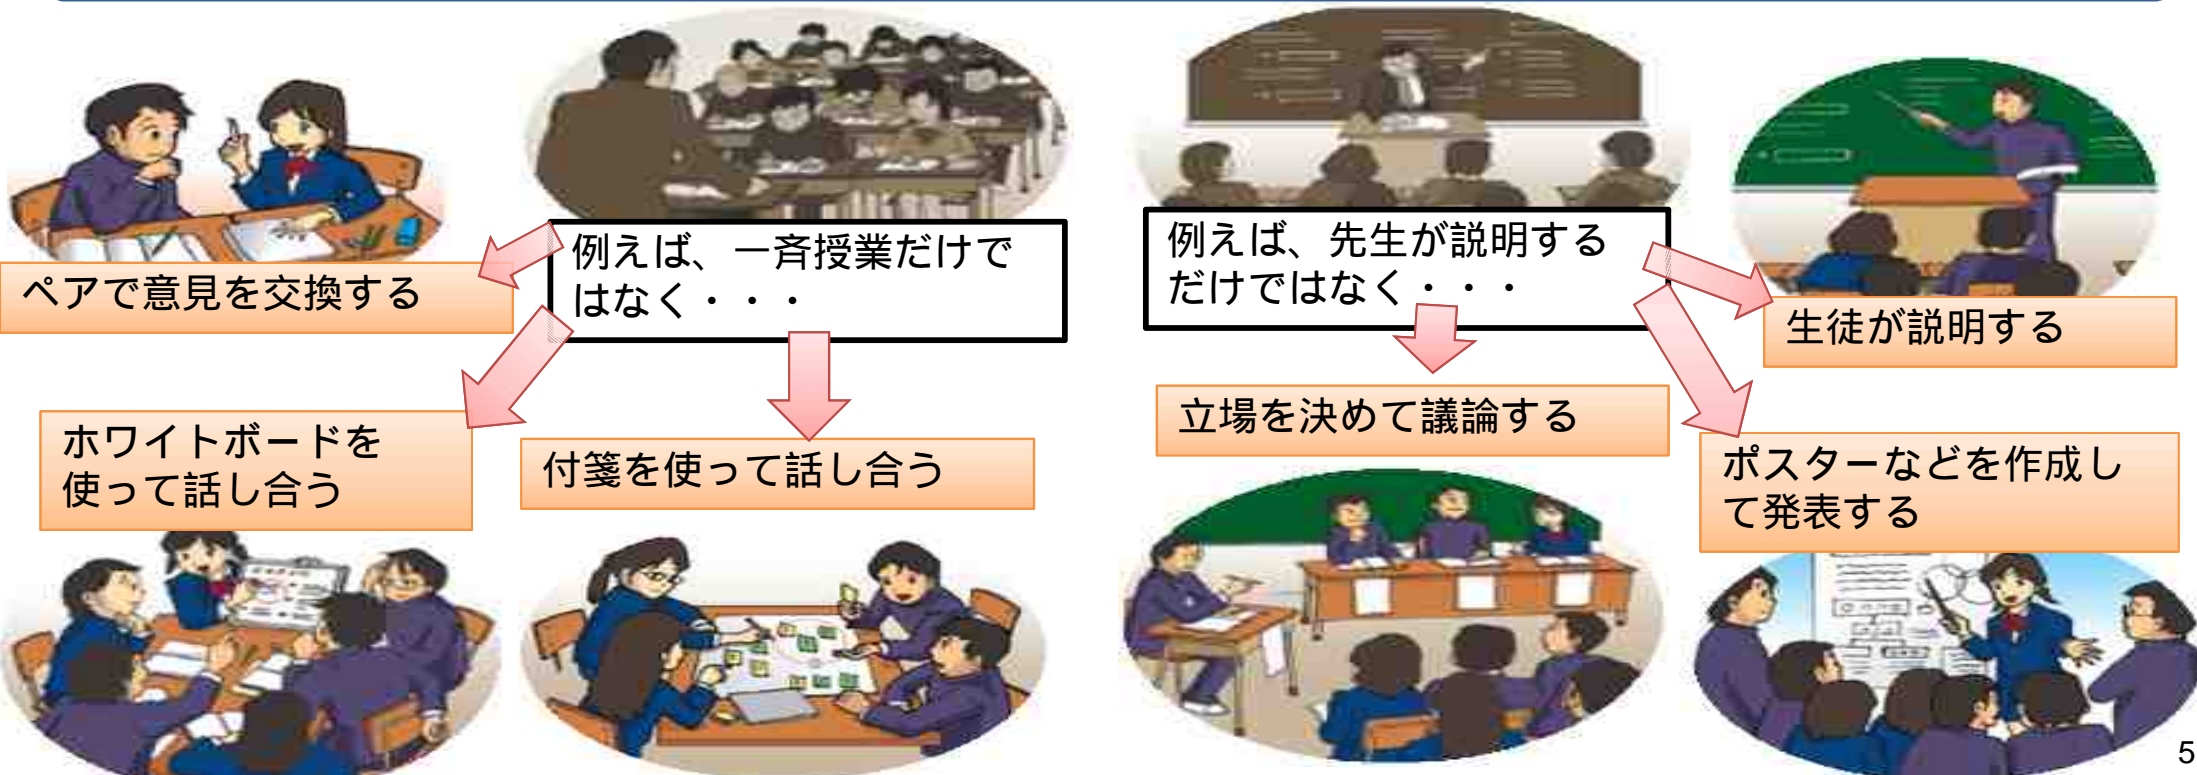 例えば、一斉授業だけで
はなく・・・
ペアで意見を交換する
ホワイトボードを
使って話し合う
付箋を使って話し合う
例えば、先生が説明する
だけではなく・・・
生徒が説明する
立場を決めて議論する
ポスターなどを作成し
て発表する
5